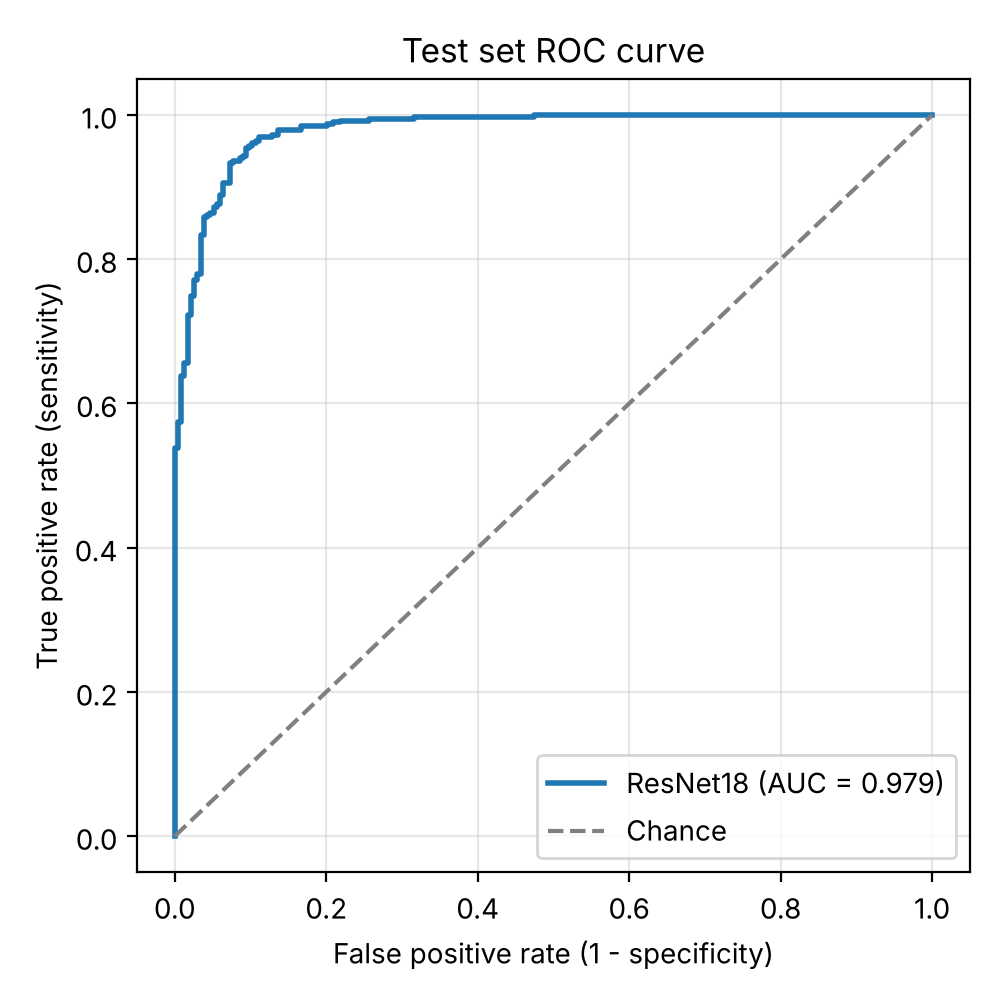 Test set ROC curve
True positive rate (sensitivity)
1.0
0.8
0.6
0.4
0.2
0.0
ResNet18 (AUC = 0.979)
Chance
0.0 0.2 0.4 0.6 0.8 1.0
False positive rate (1 - specificity)